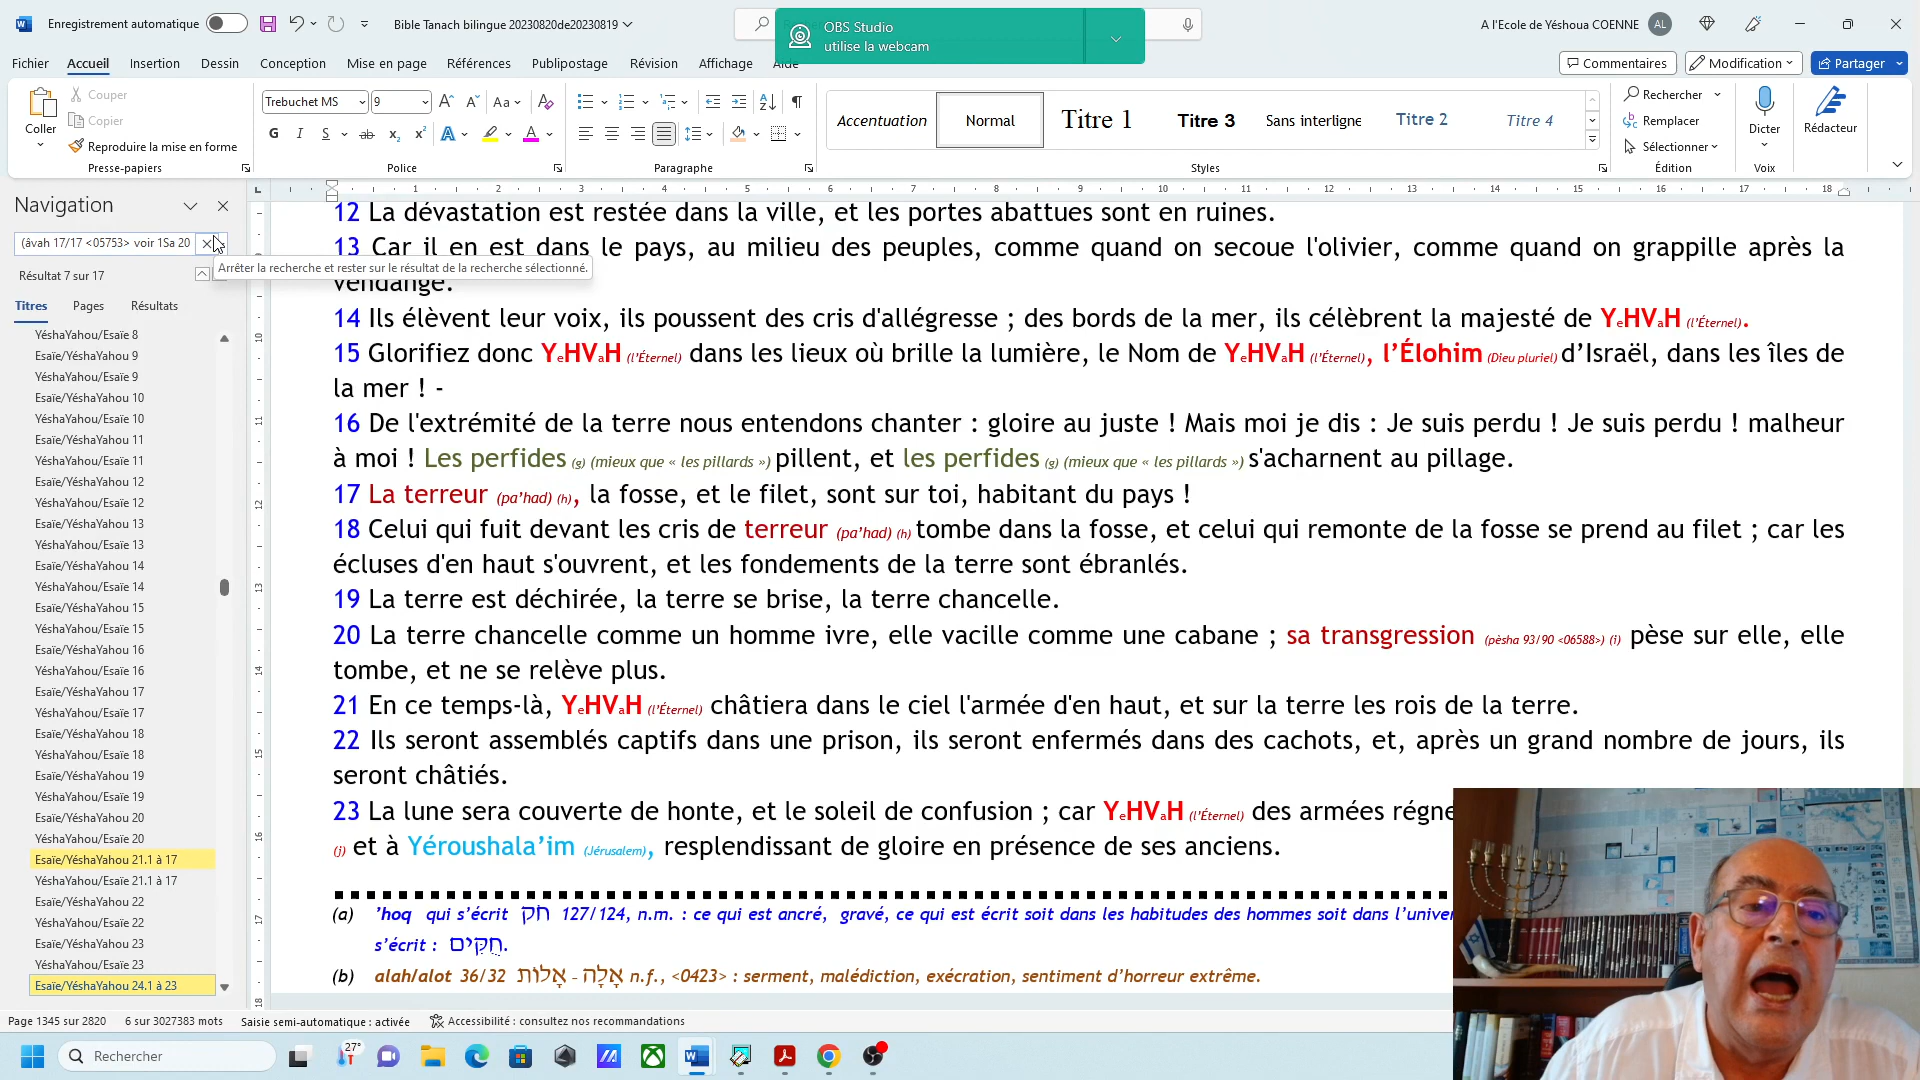 Enregistrement automatique
Bible Tanach bilingue 20230820de20230819
A l'Ecole de Yéshoua COENNE AL
OBS Studio
utilise la webcam
Fichier Accueil Insertion Dessin Conception Mise en page Références Publipostage Révision Affichage Aide
Commentaires Modification Partager
Coller
Couper
Copier
Reproduire la mise en forme
Presse-papiers
Trebuchet MS 9
Police
Paragraphe
Accentuation Normal Titre 1 Titre 3 Sans interligne Titre 2 Titre 4
Styles
Rechercher
Remplacer
Sélectionner
Édition
Dicter
Voix
Rédacteur
Navigation
(âvah 17/17 <05753> voir 1Sa 20
Résultat 7 sur 17
Arrêter la recherche et rester sur le résultat de la recherche sélectionné.
Titres Pages Résultats
YéshaYahou/Esaïe 8
Esaïe/YéshaYahou 9
YéshaYahou/Esaïe 9
Esaïe/YéshaYahou 10
YéshaYahou/Esaïe 10
Esaïe/YéshaYahou 11
YéshaYahou/Esaïe 11
Esaïe/YéshaYahou 12
YéshaYahou/Esaïe 12
Esaïe/YéshaYahou 13
YéshaYahou/Esaïe 13
Esaïe/YéshaYahou 14
YéshaYahou/Esaïe 14
Esaïe/YéshaYahou 15
YéshaYahou/Esaïe 15
Esaïe/YéshaYahou 16
YéshaYahou/Esaïe 16
Esaïe/YéshaYahou 17
YéshaYahou/Esaïe 17
Esaïe/YéshaYahou 18
YéshaYahou/Esaïe 18
Esaïe/YéshaYahou 19
YéshaYahou/Esaïe 19
Esaïe/YéshaYahou 20
YéshaYahou/Esaïe 20
Esaïe/YéshaYahou 21.1 à 17
YéshaYahou/Esaïe 21.1 à 17
Esaïe/YéshaYahou 22
YéshaYahou/Esaïe 22
Esaïe/YéshaYahou 23
YéshaYahou/Esaïe 23
Esaïe/YéshaYahou 24.1 à 23
12 La dévastation est restée dans la ville, et les portes abattues sont en ruines.
13 Car il en est dans le pays, au milieu des peuples, comme quand on secoue l'olivier, comme quand on grappille après la
vendange.
14 Ils élèvent leur voix, ils poussent des cris d'allégresse ; des bords de la mer, ils célèbrent la majesté de YeHVaH (l'Éternel).
15 Glorifiez donc YeHVaH (l'Éternel) dans les lieux où brille la lumière, le Nom de YeHVaH (l'Éternel), l'Élohim (Dieu pluriel) d'Israël, dans les îles de
la mer ! -
16 De l'extrémité de la terre nous entendons chanter : gloire au juste ! Mais moi je dis : Je suis perdu ! Je suis perdu ! malheur
à moi ! Les perfides (g) (mieux que « les pillards ») pillent, et les perfides (g) (mieux que « les pillards ») s'acharnent au pillage.
17 La terreur (pa'had) (h), la fosse, et le filet, sont sur toi, habitant du pays !
18 Celui qui fuit devant les cris de terreur (pa'had) (h) tombe dans la fosse, et celui qui remonte de la fosse se prend au filet ; car les
écluses d'en haut s'ouvrent, et les fondements de la terre sont ébranlés.
19 La terre est déchirée, la terre se brise, la terre chancelle.
20 La terre chancelle comme un homme ivre, elle vacille comme une cabane ; sa transgression (pèsha 93/90 <06588>) (i) pèse sur elle, elle
tombe, et ne se relève plus.
21 En ce temps-là, YeHVaH (l'Éternel) châtiera dans le ciel l'armée d'en haut, et sur la terre les rois de la terre.
22 Ils seront assemblés captifs dans une prison, ils seront enfermés dans des cachots, et, après un grand nombre de jours, ils
seront châtiés.
23 La lune sera couverte de honte, et le soleil de confusion ; car YeHVaH (l'Éternel) des armées régne
(j) et à Yéroushala'im (Jérusalem), resplendissant de gloire en présence de ses anciens.
(a) 'hoq qui s'écrit חֹק 127/124, n.m. : ce qui est ancré, gravé, ce qui est écrit soit dans les habitudes des hommes soit dans l'univer
s'écrit : חֻקִּים.
(b) alah/alot 36/32 אָלָה - אָלוֹת n.f., <0423> : serment, malédiction, exécration, sentiment d'horreur extrême.
Page 1345 sur 2820 6 sur 3027383 mots Saisie semi-automatique : activée Accessibilité : consultez nos recommandations
Rechercher
27°